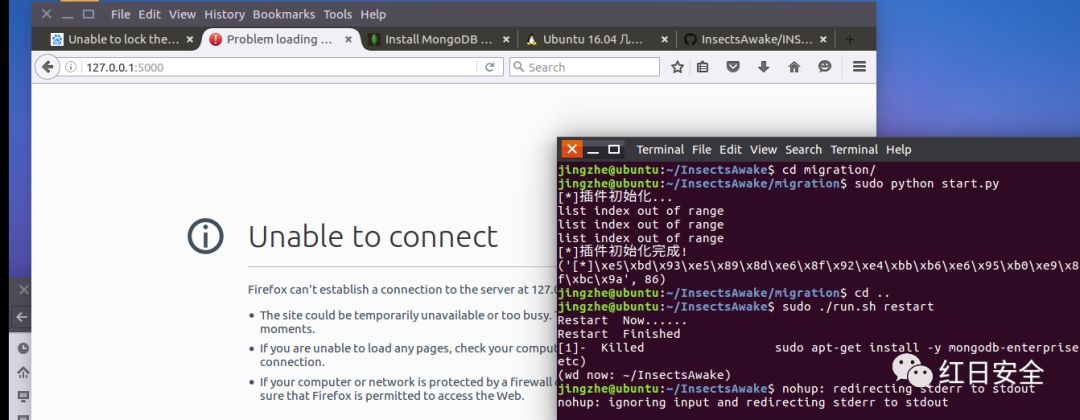 File Edit View History Bookmarks Tools Help
Unable to lock the...
Problem loading ...
Install MongoDB ...
Ubuntu 16.04 几...
InsectsAwake/INS...
127.0.0.1:5000
Search
Unable to connect
Firefox can't establish a connection to the server at 127.0
The site could be temporarily unavailable or too busy.
moments.
If you are unable to load any pages, check your comput
connection.
If your computer or network is protected by a firewall
sure that Firefox is permitted to access the Web.
Terminal File Edit View Search Terminal Help
jingzhe@ubuntu:~/InsectsAwake$ cd migration/
jingzhe@ubuntu:~/InsectsAwake/migration$ sudo python start.py
[*]插件初始化...
list index out of range
list index out of range
list index out of range
[*]插件初始化完成!
('[*]\xe5\xbd\x93\xe5\x89\x8d\xe6\x8f\x92\xe4\xbb\xb6\xe6\x95\xb0\xe9\x8
f\xbc\x9a', 86)
jingzhe@ubuntu:~/InsectsAwake/migration$ cd ..
jingzhe@ubuntu:~/InsectsAwake$ sudo ./run.sh restart
Restart Now......
Restart Finished
[1]- Killed sudo apt-get install -y mongodb-enterprise
etc)
(wd now: ~/InsectsAwake)
jingzhe@ubuntu:~/InsectsAwake$ nohup: redirecting stderr to stdout
nohup: ignoring input and redirecting stderr to stdout
红日安全